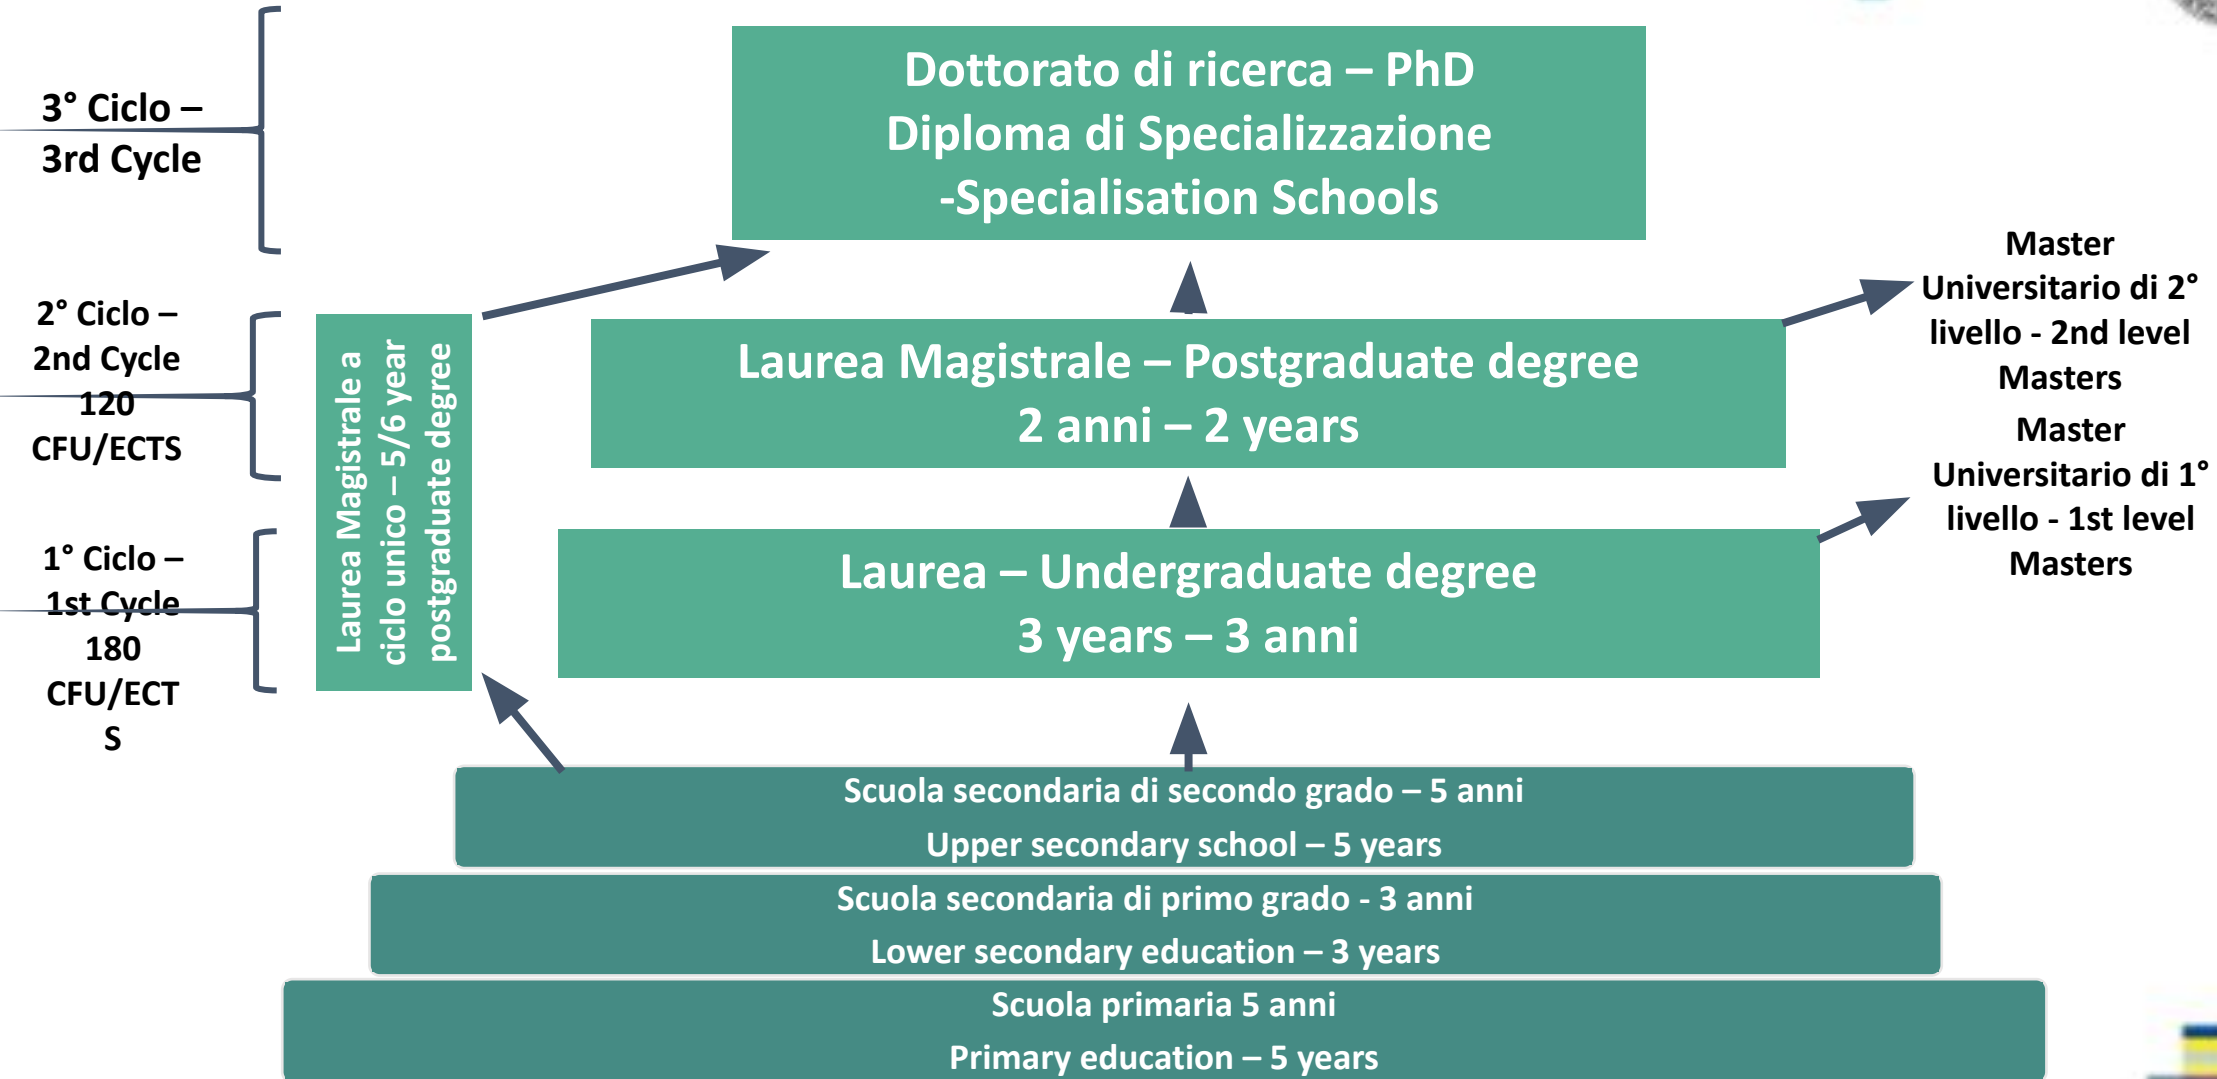 3° Ciclo –
3rd Cycle
Dottorato di ricerca – PhD
Diploma di Specializzazione
-Specialisation Schools
2° Ciclo –
2nd Cycle
120
CFU/ECTS
Laurea Magistrale a
ciclo unico – 5/6 year
postgraduate degree
Laurea Magistrale – Postgraduate degree
2 anni – 2 years
Master
Universitario di 2°
livello - 2nd level
Masters
Master
Universitario di 1°
livello - 1st level
Masters
1° Ciclo –
1st Cycle
180
CFU/ECT
S
Laurea – Undergraduate degree
3 years – 3 anni
Scuola secondaria di secondo grado – 5 anni
Upper secondary school – 5 years
Scuola secondaria di primo grado - 3 anni
Lower secondary education – 3 years
Scuola primaria 5 anni
Primary education – 5 years